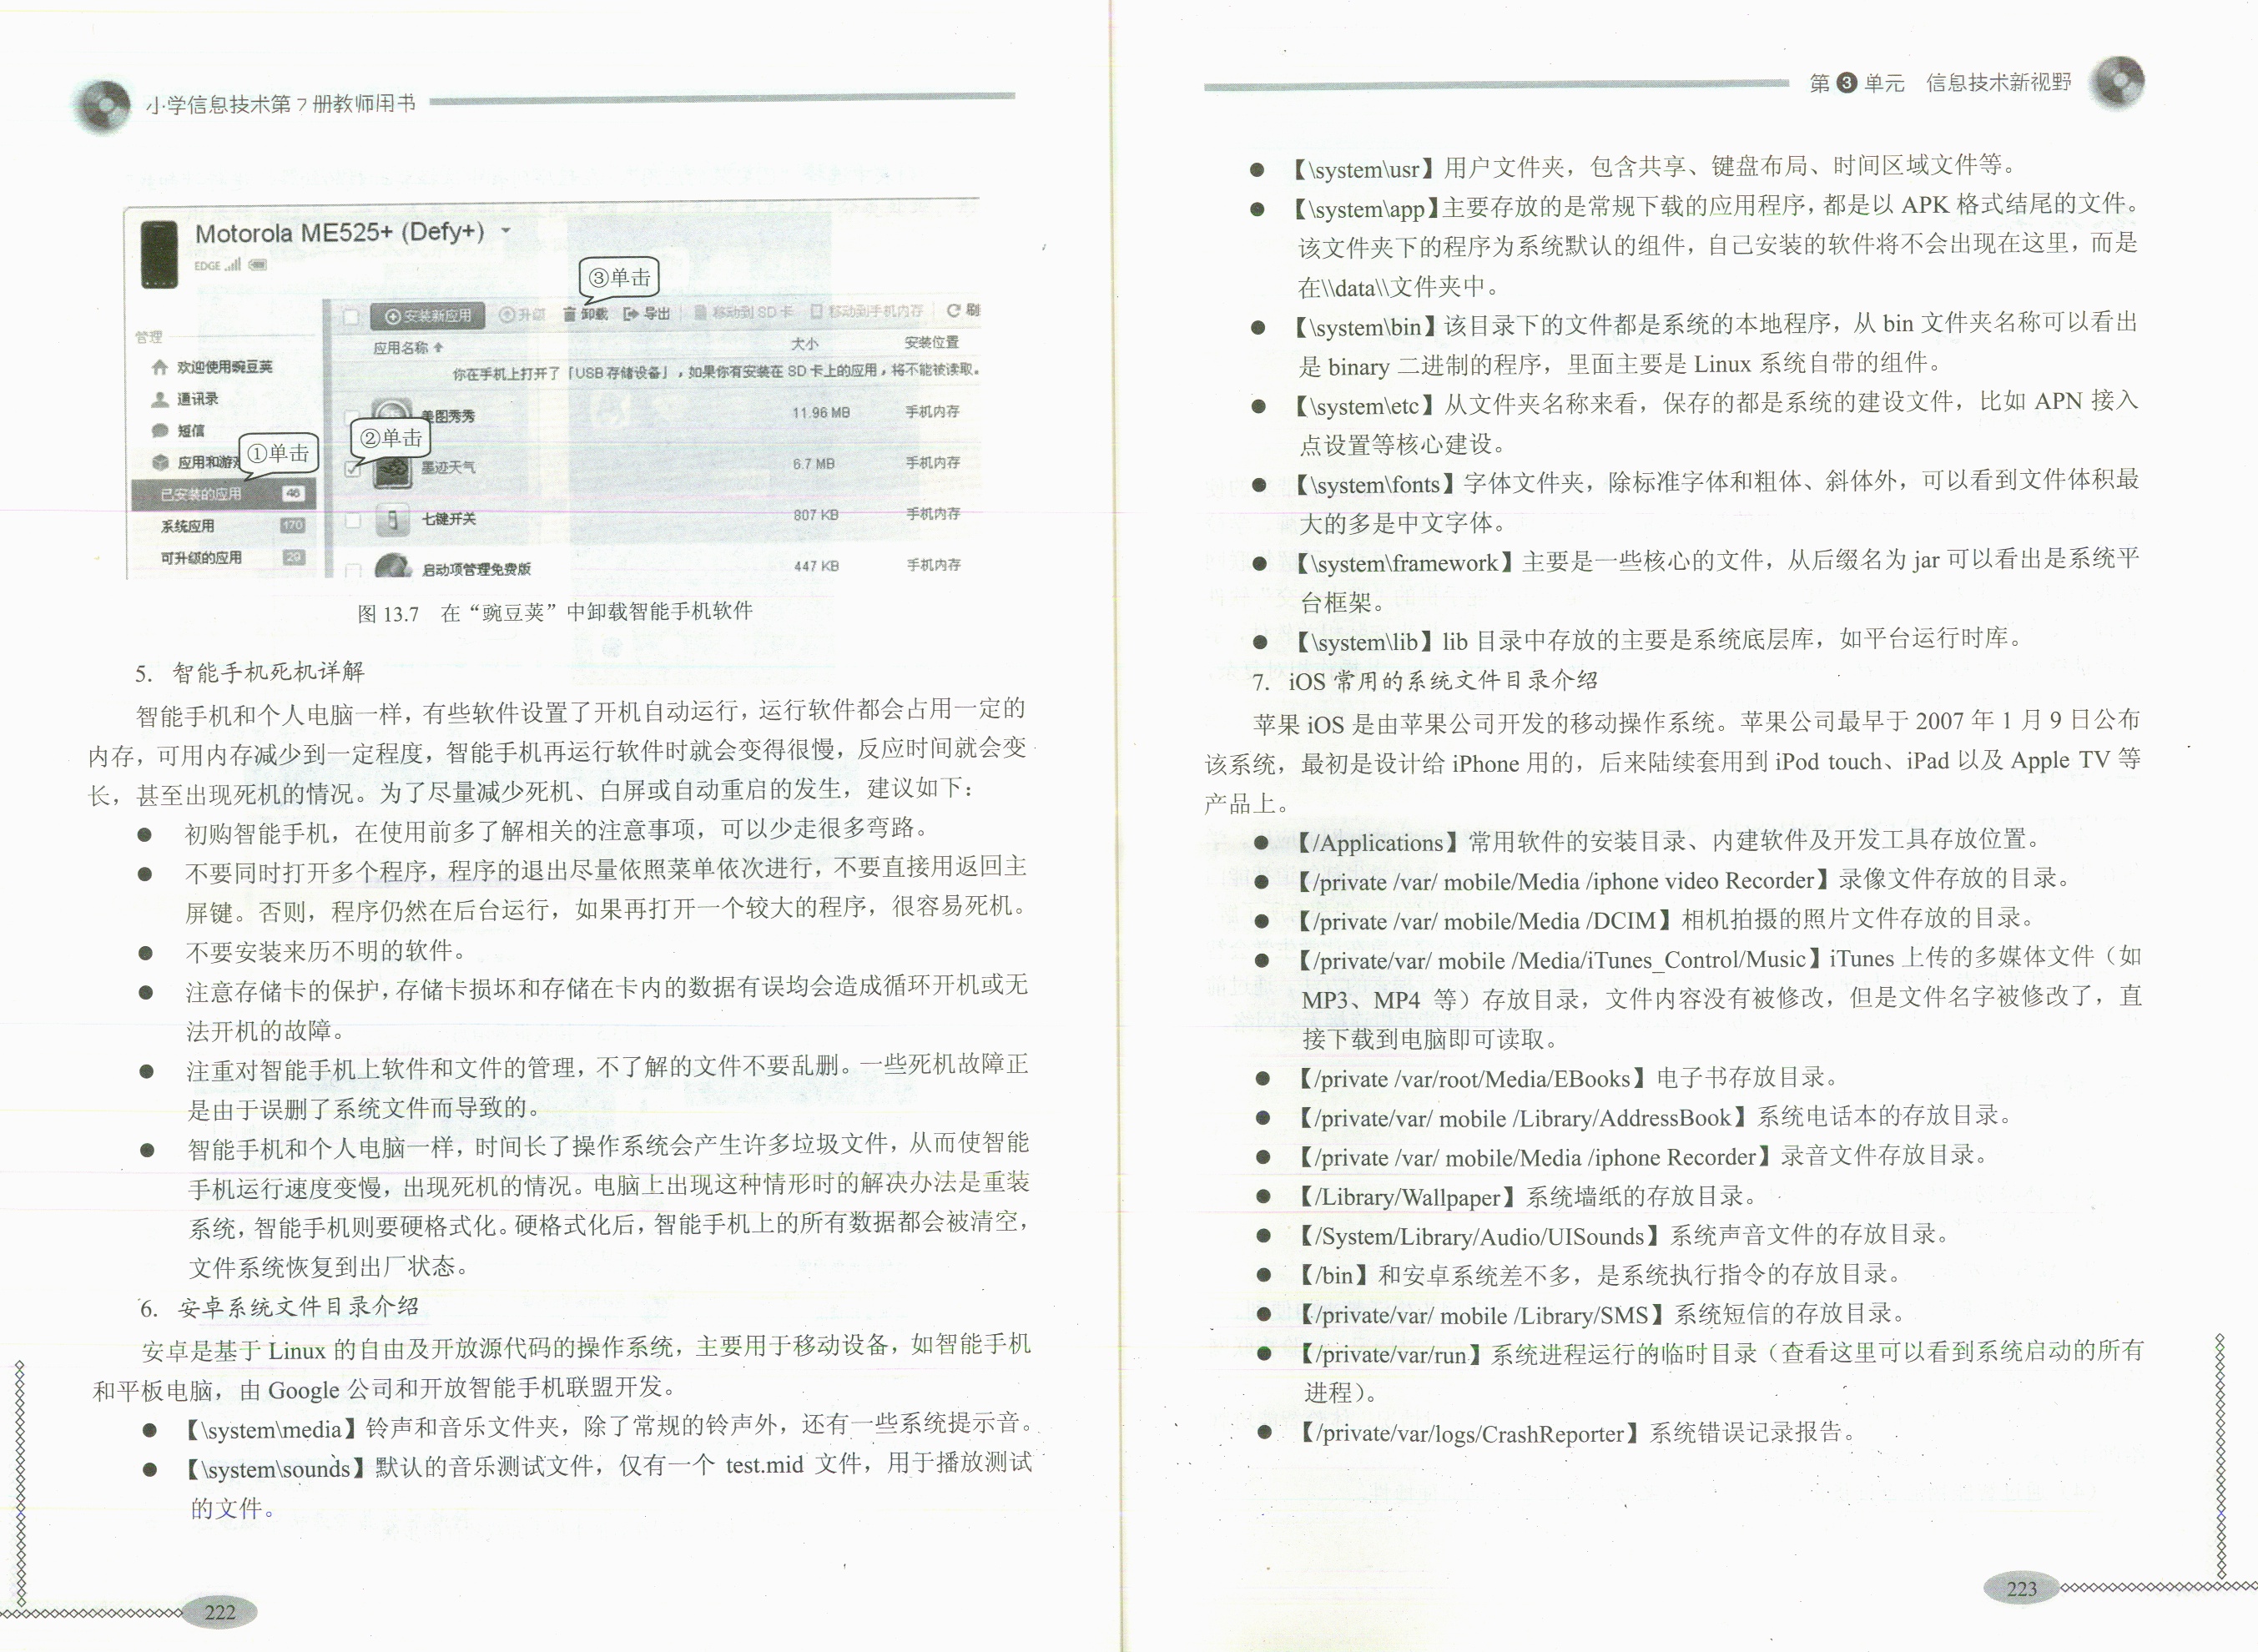 小学信息技术第7册教师用书
Motorola ME525+ (Defy+)
EDGE
③单击
安装新应用 升级 卸载 导出 移动到 SD 卡 移动到手机内存
管理
应用名称 大小 安装位置
欢迎使用豌豆荚
你在手机上打开了「USB 存储设备」，如果你有安装在 SD 卡上的应用，将不能被读取。
通讯录
美图秀秀 11.96 MB 手机内存
短信
②单击
①单击
应用和游
墨迹天气 6.7 MB 手机内存
已安装的应用 46
七键开关 807 KB 手机内存
系统应用 170
可升级的应用 29
启动项管理免费版 447 KB 手机内存
图 13.7 在“豌豆荚”中卸载智能手机软件
5. 智能手机死机详解
智能手机和个人电脑一样，有些软件设置了开机自动运行，运行软件都会占用一定的
内存，可用内存减少到一定程度，智能手机再运行软件时就会变得很慢，反应时间就会变
长，甚至出现死机的情况。为了尽量减少死机、白屏或自动重启的发生，建议如下：
● 初购智能手机，在使用前多了解相关的注意事项，可以少走很多弯路。
● 不要同时打开多个程序，程序的退出尽量依照菜单依次进行，不要直接用返回主
屏键。否则，程序仍然在后台运行，如果再打开一个较大的程序，很容易死机。
● 不要安装来历不明的软件。
● 注意存储卡的保护，存储卡损坏和存储在卡内的数据有误均会造成循环开机或无
法开机的故障。
● 注重对智能手机上软件和文件的管理，不了解的文件不要乱删。一些死机故障正
是由于误删了系统文件而导致的。
● 智能手机和个人电脑一样，时间长了操作系统会产生许多垃圾文件，从而使智能
手机运行速度变慢，出现死机的情况。电脑上出现这种情形时的解决办法是重装
系统，智能手机则要硬格式化。硬格式化后，智能手机上的所有数据都会被清空，
文件系统恢复到出厂状态。
6. 安卓系统文件目录介绍
安卓是基于 Linux 的自由及开放源代码的操作系统，主要用于移动设备，如智能手机
和平板电脑，由 Google 公司和开放智能手机联盟开发。
● 【\system\media】铃声和音乐文件夹，除了常规的铃声外，还有一些系统提示音。
● 【\system\sounds】默认的音乐测试文件，仅有一个 test.mid 文件，用于播放测试
的文件。
222
第3单元 信息技术新视野
● 【\system\usr】用户文件夹，包含共享、键盘布局、时间区域文件等。
● 【\system\app】主要存放的是常规下载的应用程序，都是以 APK 格式结尾的文件。
该文件夹下的程序为系统默认的组件，自己安装的软件将不会出现在这里，而是
在\\data\\文件夹中。
● 【\system\bin】该目录下的文件都是系统的本地程序，从 bin 文件夹名称可以看出
是 binary 二进制的程序，里面主要是 Linux 系统自带的组件。
● 【\system\etc】从文件夹名称来看，保存的都是系统的建设文件，比如 APN 接入
点设置等核心建设。
● 【\system\fonts】字体文件夹，除标准字体和粗体、斜体外，可以看到文件体积最
大的多是中文字体。
● 【\system\framework】主要是一些核心的文件，从后缀名为 jar 可以看出是系统平
台框架。
● 【\system\lib】lib 目录中存放的主要是系统底层库，如平台运行时库。
7. iOS 常用的系统文件目录介绍
苹果 iOS 是由苹果公司开发的移动操作系统。苹果公司最早于 2007 年 1 月 9 日公布
该系统，最初是设计给 iPhone 用的，后来陆续套用到 iPod touch、iPad 以及 Apple TV 等
产品上。
● 【/Applications】常用软件的安装目录、内建软件及开发工具存放位置。
● 【/private /var/ mobile/Media /iphone video Recorder】录像文件存放的目录。
● 【/private /var/ mobile/Media /DCIM】相机拍摄的照片文件存放的目录。
● 【/private/var/ mobile /Media/iTunes_Control/Music】iTunes 上传的多媒体文件（如
MP3、MP4 等）存放目录，文件内容没有被修改，但是文件名字被修改了，直
接下载到电脑即可读取。
● 【/private /var/root/Media/EBooks】电子书存放目录。
● 【/private/var/ mobile /Library/AddressBook】系统电话本的存放目录。
● 【/private /var/ mobile/Media /iphone Recorder】录音文件存放目录。
● 【/Library/Wallpaper】系统墙纸的存放目录。
● 【/System/Library/Audio/UISounds】系统声音文件的存放目录。
● 【/bin】和安卓系统差不多，是系统执行指令的存放目录。
● 【/private/var/ mobile /Library/SMS】系统短信的存放目录。
● 【/private/var/run】系统进程运行的临时目录（查看这里可以看到系统启动的所有
进程）。
● 【/private/var/logs/CrashReporter】系统错误记录报告。
223